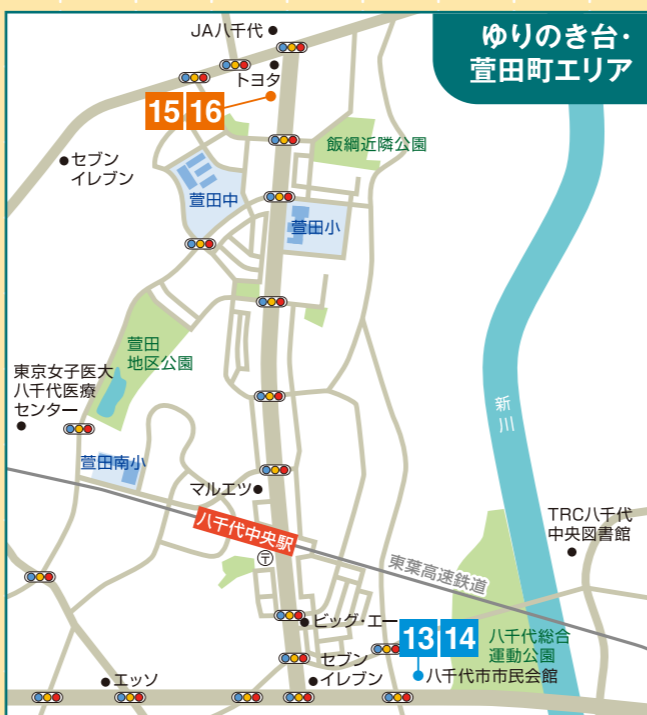 ゆりのき台・
萱田町エリア
JA八千代
トヨタ
15 16
飯綱近隣公園
セブン
イレブン
萱田中
萱田小
萱田
地区公園
東京女子医大
八千代医療
センター
新
川
萱田南小
マルエツ
八千代中央駅
〒
TRC八千代
中央図書館
東葉高速鉄道
ビッグ・エー
13 14
八千代総合
運動公園
セブン
イレブン
八千代市市民会館
エッソ